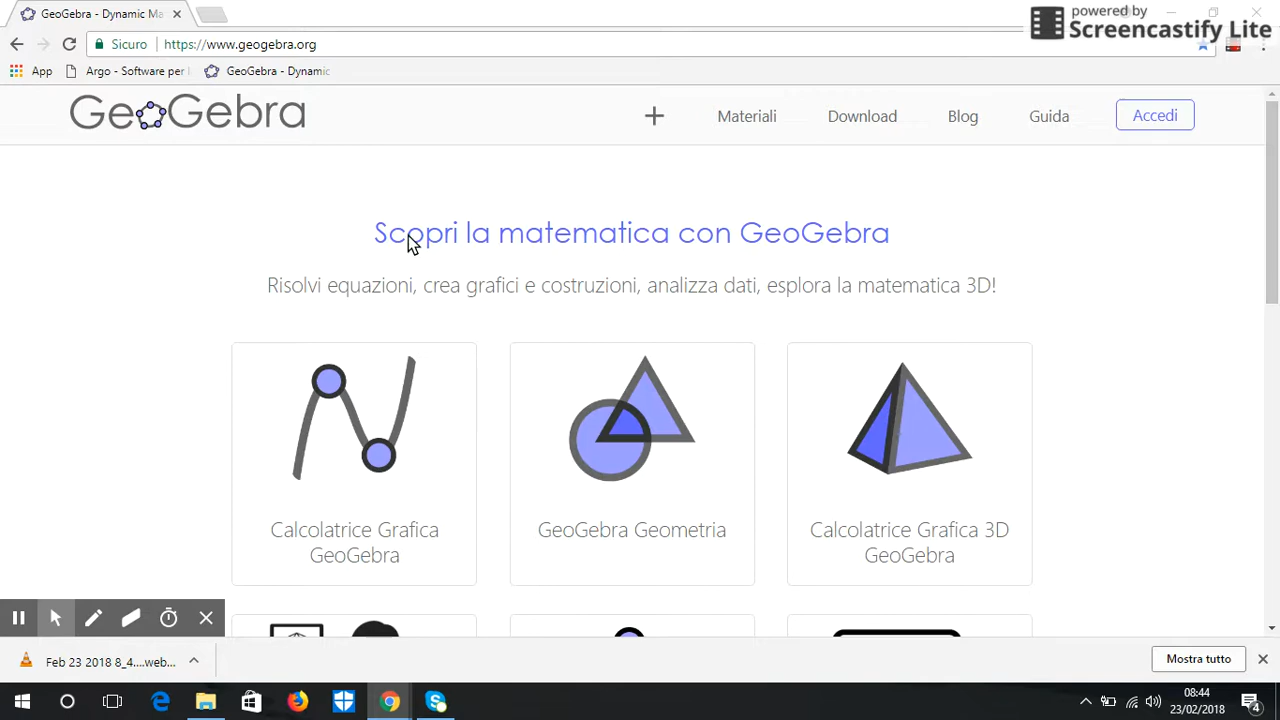 GeoGebra - Dynamic Ma
powered by
Screencastify Lite
Sicuro https://www.geogebra.org
App Argo - Software per GeoGebra - Dynamic
GeoGebra
+ Materiali Download Blog Guida Accedi
Scopri la matematica con GeoGebra
Risolvi equazioni, crea grafici e costruzioni, analizza dati, esplora la matematica 3D!
Calcolatrice Grafica
GeoGebra
GeoGebra Geometria
Calcolatrice Grafica 3D
GeoGebra
Feb 23 2018 8_4....web...
Mostra tutto
08:44
23/02/2018
4